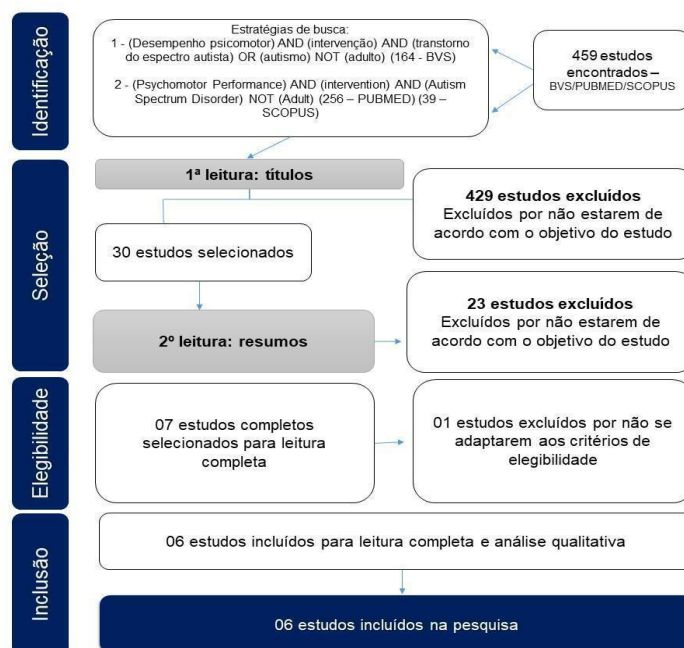 Identificação
Estratégias de busca:
1 - (Desempenho psicomotor) AND (intervenção) AND (transtorno
do espectro autista) OR (autismo) NOT (adulto) (164 - BVS)
2 - (Psychomotor Performance) AND (intervention) AND (Autism
Spectrum Disorder) NOT (Adult) (256 – PUBMED) (39 –
SCOPUS)
459 estudos
encontrados –
BVS/PUBMED/SCOPUS
Seleção
1ª leitura: títulos
429 estudos excluídos
Excluídos por não estarem de
acordo com o objetivo do estudo
30 estudos selecionados
23 estudos excluídos
Excluídos por não estarem de
acordo com o objetivo do estudo
2º leitura: resumos
Elegibilidade
07 estudos completos
selecionados para leitura
completa
01 estudos excluídos por não se
adaptarem aos critérios de
elegibilidade
Inclusão
06 estudos incluídos para leitura completa e análise qualitativa
06 estudos incluídos na pesquisa